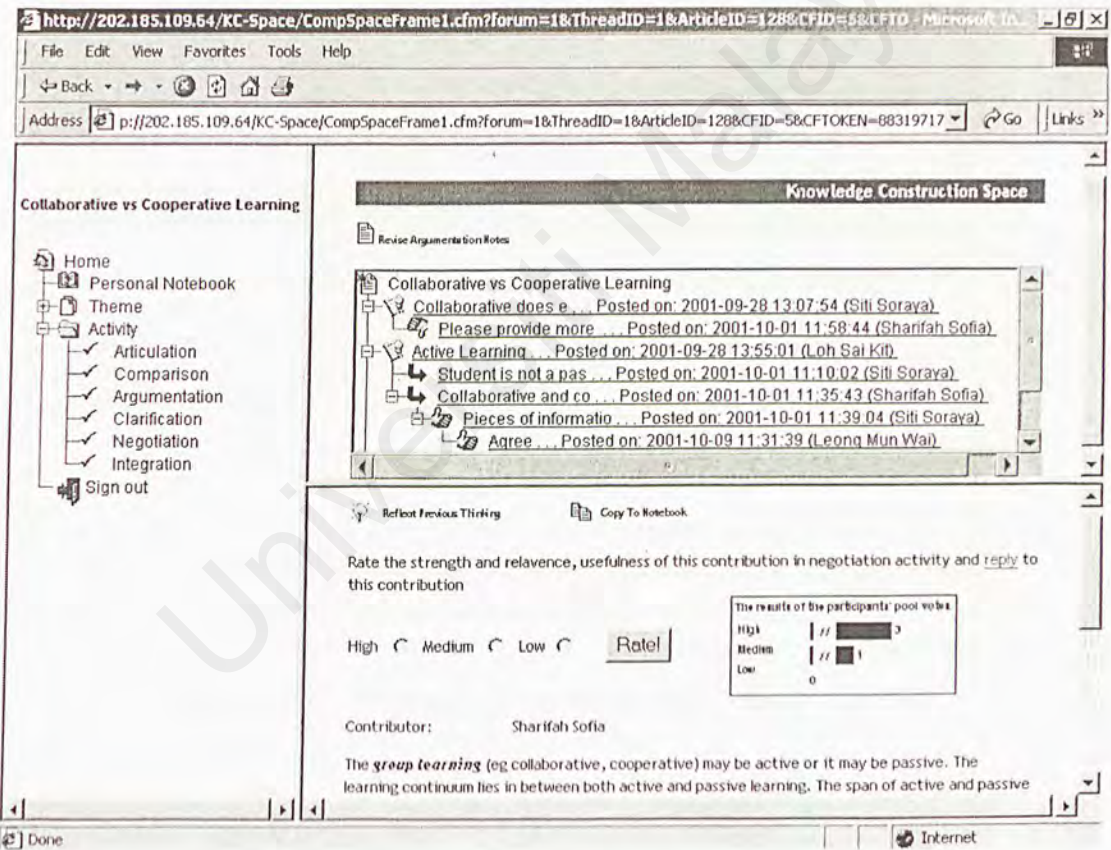 http://202.185.109.64/KC-Space/CompSpaceFrame1.cfm?forum=1&ThreadID=1&ArticleID=128&CFID=5&CFTO - Microsoft In...
File Edit View Favorites Tools Help
Back
Address p://202.185.109.64/KC-Space/CompSpaceFrame1.cfm?forum=1&ThreadID=1&ArticleID=128&CFID=5&CFTOKEN=88319717 Go Links »
Collaborative vs Cooperative Learning
Home
Personal Notebook
Theme
Activity
Articulation
Comparison
Argumentation
Clarification
Negotiation
Integration
Sign out
Knowledge Construction Space
Revise Argumentation Notes
Collaborative vs Cooperative Learning
Collaborative does e.... Posted on: 2001-09-28 13:07:54 (Siti Soraya)
Please provide more .... Posted on: 2001-10-01 11:58:44 (Sharifah Sofia)
Active Learning... Posted on: 2001-09-28 13:55:01 (Loh Sai Kit)
Student is not a pas .... Posted on: 2001-10-01 11:10:02 (Siti Soraya)
Collaborative and co .... Posted on: 2001-10-01 11:35:43 (Sharifah Sofia)
Pieces of informatio .... Posted on: 2001-10-01 11:39:04 (Siti Soraya)
Agree .... Posted on: 2001-10-09 11:31:39 (Leong Mun Wai)
Reflect Previous Thinking Copy To Notebook
Rate the strength and relavence, usefulness of this contribution in negotiation activity and reply to
this contribution
High Medium Low Rate!
The results of the participants' pool votes
High // 3
Medium // 1
Low
0
Contributor: Sharifah Sofia
The group learning (eg collaborative, cooperative) may be active or it may be passive. The
learning continuum lies in between both active and passive learning. The span of active and passive
Done Internet
Universiti Malay